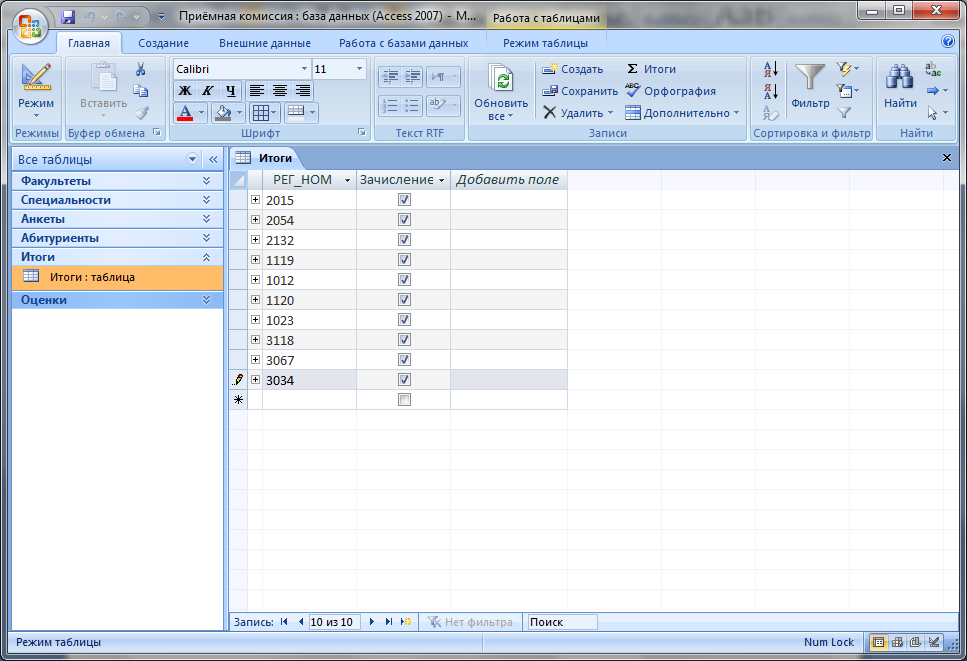 Приёмная комиссия : база данных (Access 2007) - M...
Работа с таблицами
Главная Создание Внешние данные Работа с базами данных Режим таблицы
Режим
Режимы
Вставить
Буфер обмена
Calibri 11
Ж К Ч
А
Шрифт
Текст RTF
Обновить
все
Создать Σ Итоги
Сохранить Орфография
Удалить Дополнительно
Записи
Фильтр
Сортировка и фильтр
Найти
Найти
Все таблицы
Факультеты
Специальности
Анкеты
Абитуриенты
Итоги
Итоги : таблица
Оценки
Итоги
РЕГ_НОМ Зачисление Добавить поле
2015
2054
2132
1119
1012
1120
1023
3118
3067
3034
Запись: 10 из 10 Нет фильтра Поиск
Режим таблицы Num Lock